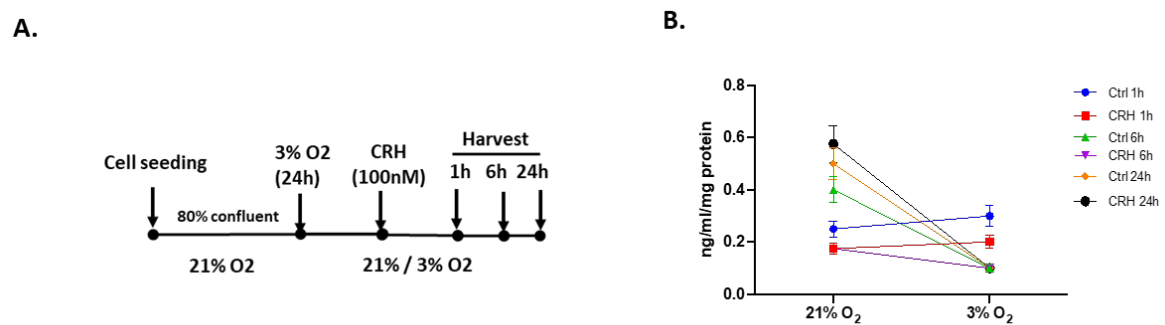 A.
Cell seeding
3% O2
(24h)
CRH
(100nM)
Harvest
1h 6h 24h
80% confluent
21% O2
21% / 3% O2
B.
ng/ml/mg protein
0.8
0.6
0.4
0.2
0.0
21% O₂
3% O₂
Ctrl 1h
CRH 1h
Ctrl 6h
CRH 6h
Ctrl 24h
CRH 24h